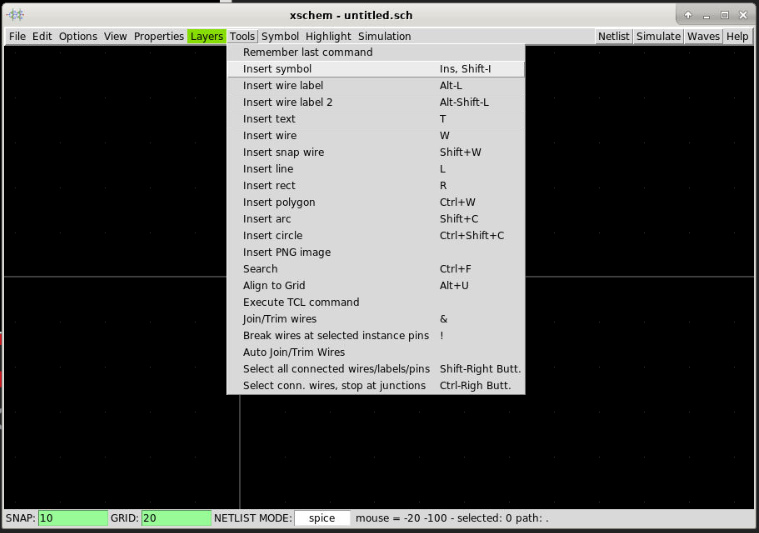 xschem - untitled.sch
File Edit Options View Properties Layers Tools Symbol Highlight Simulation Netlist Simulate Waves Help
Remember last command
Insert symbol Ins, Shift-I
Insert wire label Alt-L
Insert wire label 2 Alt-Shift-L
Insert text T
Insert wire W
Insert snap wire Shift+W
Insert line L
Insert rect R
Insert polygon Ctrl+W
Insert arc Shift+C
Insert circle Ctrl+Shift+C
Insert PNG image
Search Ctrl+F
Align to Grid Alt+U
Execute TCL command
Join/Trim wires &
Break wires at selected instance pins !
Auto Join/Trim Wires
Select all connected wires/labels/pins Shift-Right Butt.
Select conn. wires, stop at junctions Ctrl-Righ Butt.
SNAP: 10 GRID: 20 NETLIST MODE: spice mouse = -20 -100 - selected: 0 path: .